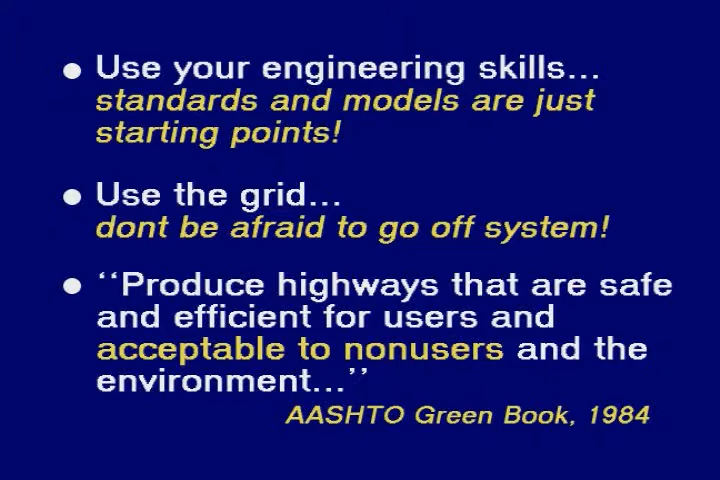 • Use your engineering skills...
standards and models are just
starting points!
• Use the grid...
dont be afraid to go off system!
• ‘‘Produce highways that are safe
and efficient for users and
acceptable to nonusers and the
environment...’’
AASHTO Green Book, 1984